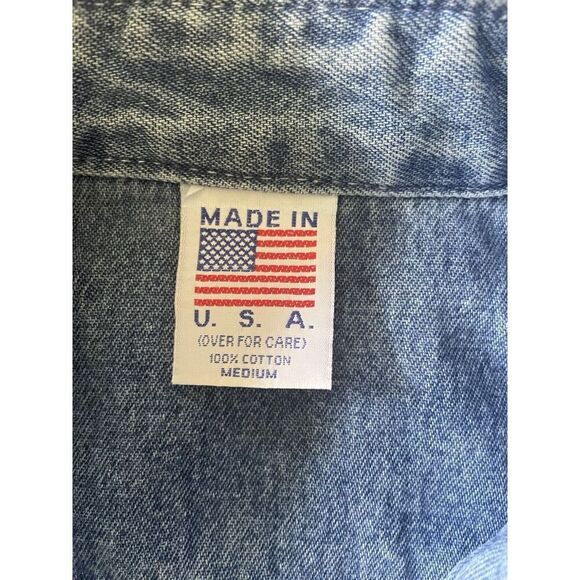 MADE IN
U. S. A.
(OVER FOR CARE)
100% COTTON
MEDIUM